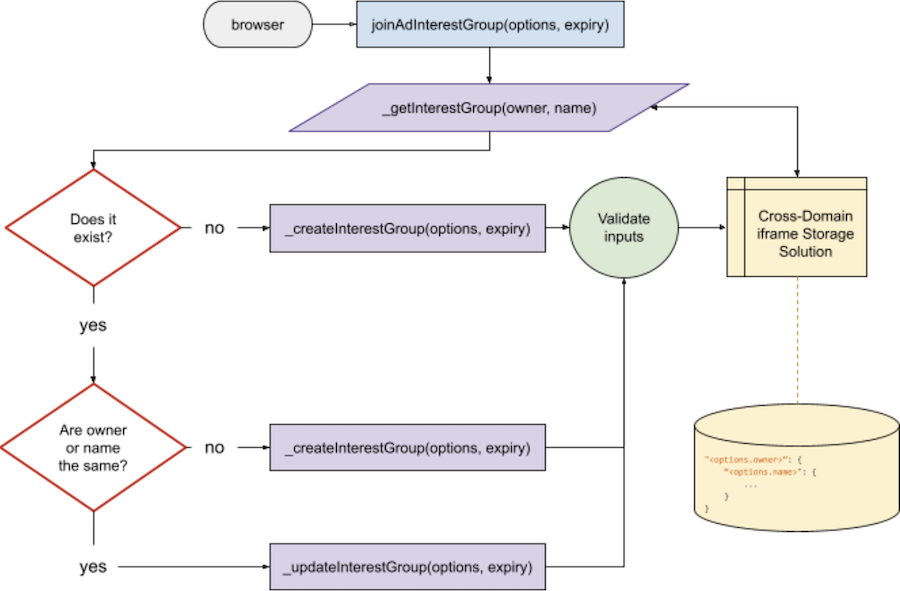 browser
joinAdInterestGroup(options, expiry)
_getInterestGroup(owner, name)
Does it
exist?
no
_createInterestGroup(options, expiry)
Validate
inputs
Cross-Domain
iframe Storage
Solution
yes
Are owner
or name
the same?
no
_createInterestGroup(options, expiry)
"<options.owner>": {
"<options.name>": {
...
}
}
yes
_updateInterestGroup(options, expiry)